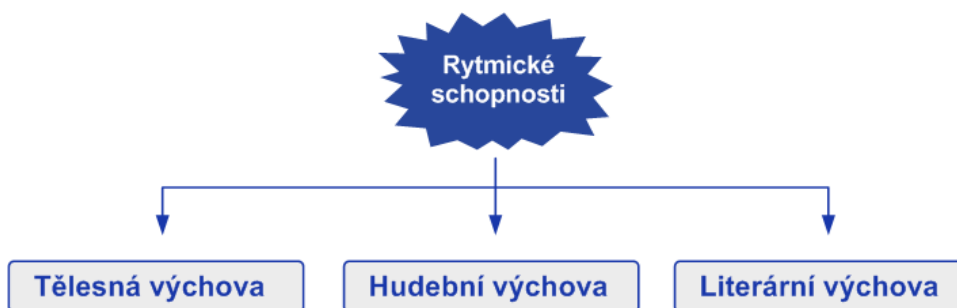 Rytmické
schopnosti
Tělesná výchova
Hudební výchova
Literární výchova